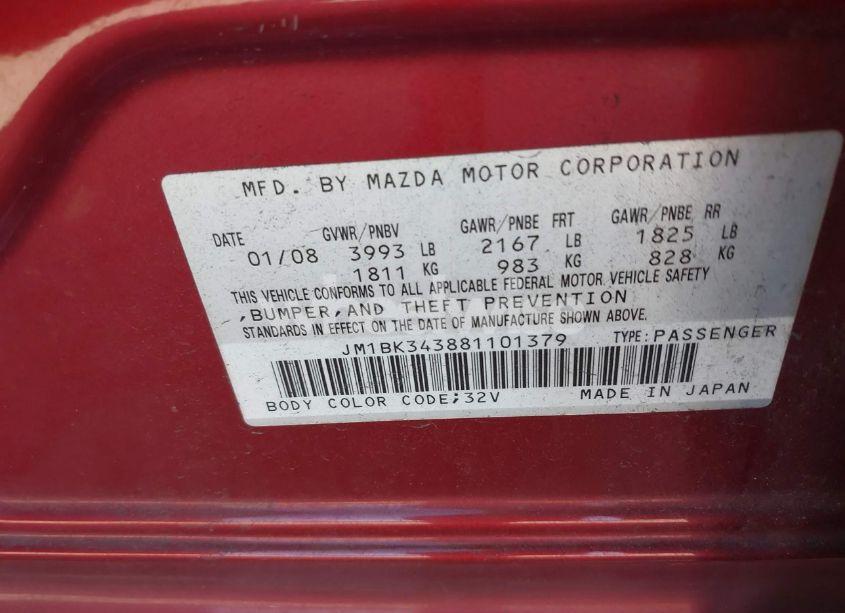 MFD. BY MAZDA MOTOR CORPORATION
DATE GVWR/PNBV GAWR/PNBE FRT GAWR/PNBE RR
01/08 3993 LB 2167 LB 1825 LB
1811 KG 983 KG 828 KG
THIS VEHICLE CONFORMS TO ALL APPLICABLE FEDERAL MOTOR VEHICLE SAFETY
,BUMPER,AND THEFT PREVENTION
STANDARDS IN EFFECT ON THE DATE OF MANUFACTURE SHOWN ABOVE.
JM1BK343881101379 TYPE:PASSENGER
BODY COLOR CODE:32V MADE IN JAPAN